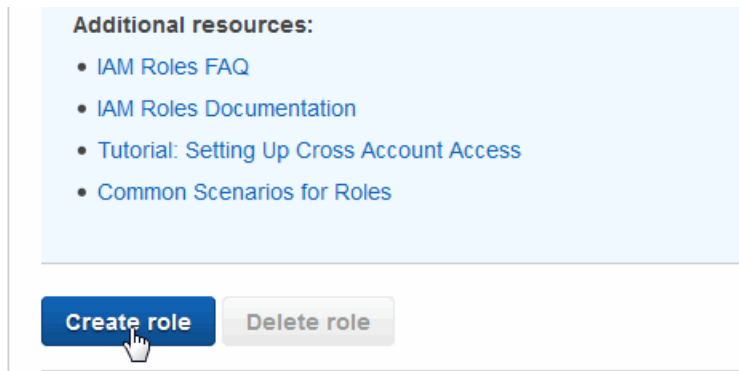 Additional resources:
• IAM Roles FAQ
• IAM Roles Documentation
• Tutorial: Setting Up Cross Account Access
• Common Scenarios for Roles
Create role Delete role